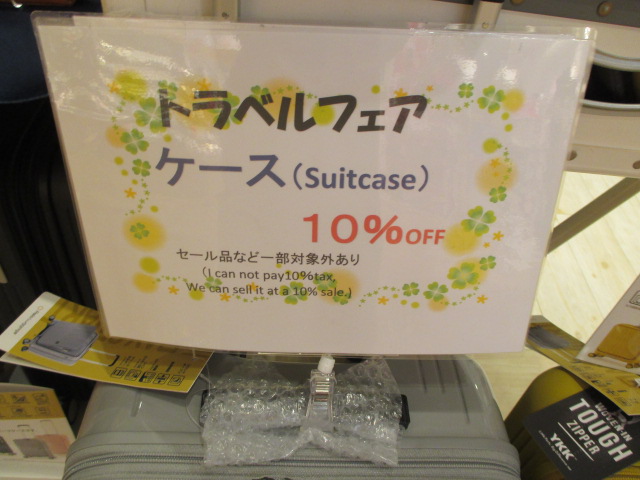 トラベルフェア
ケース(Suitcase)
10%OFF
セール品など一部対象外あり
(I can not pay10%tax,
We can sell it at a 10% sale.)
TOUGH
ZIPPER
YKK